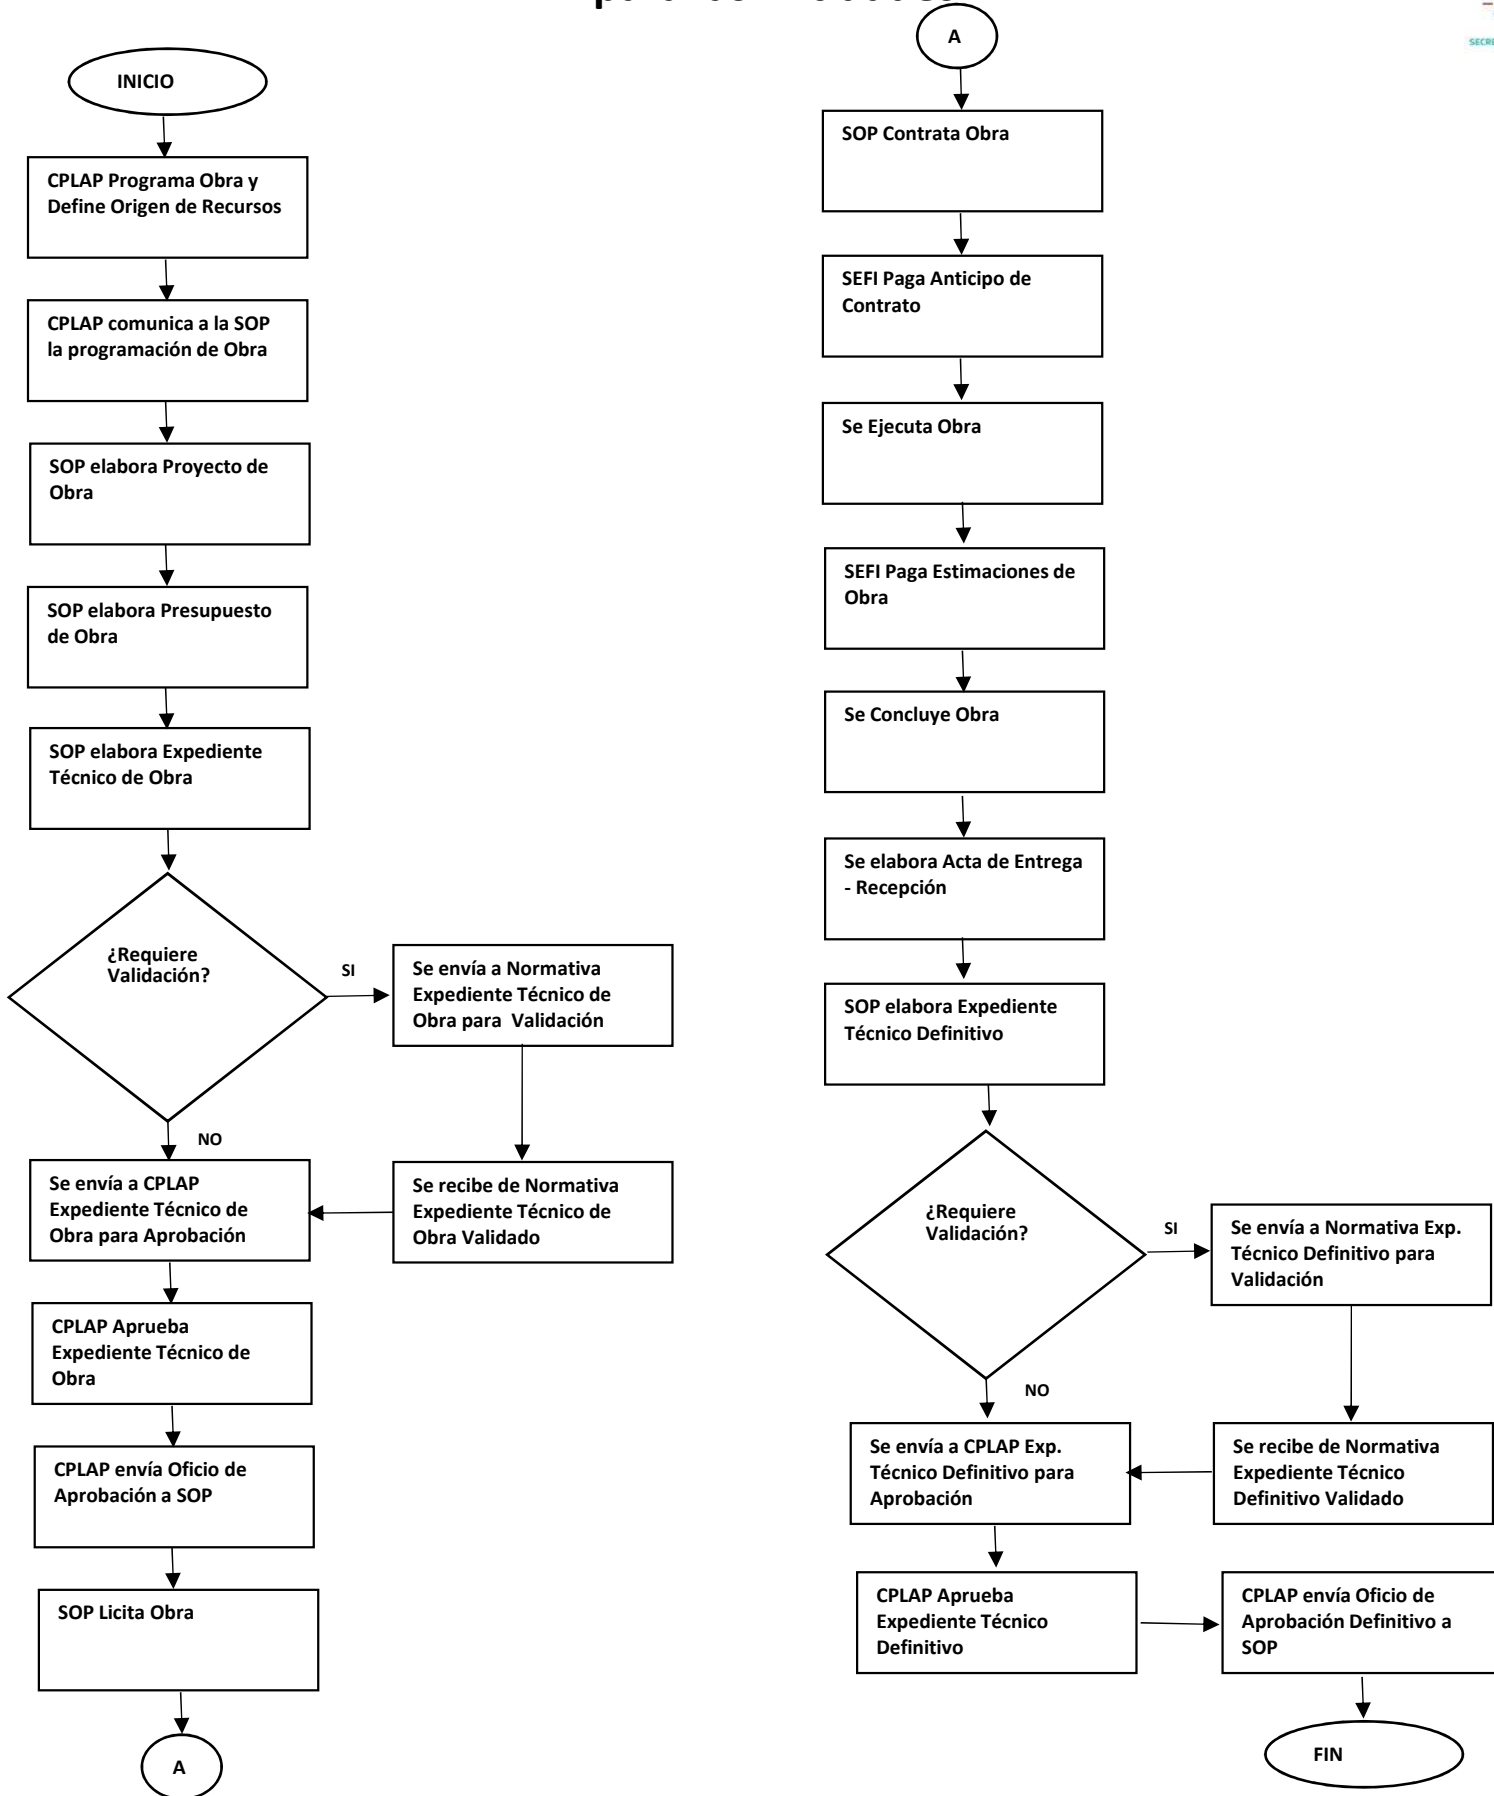 A
INICIO
CPLAP Programa Obra y
Define Origen de Recursos
CPLAP comunica a la SOP
la programación de Obra
SOP elabora Proyecto de
Obra
SOP elabora Presupuesto
de Obra
SOP elabora Expediente
Técnico de Obra
¿Requiere
Validación?
SI
Se envía a Normativa
Expediente Técnico de
Obra para  Validación
NO
Se envía a CPLAP
Expediente Técnico de
Obra para Aprobación
Se recibe de Normativa
Expediente Técnico de
Obra Validado
CPLAP Aprueba
Expediente Técnico de
Obra
CPLAP envía Oficio de
Aprobación a SOP
SOP Licita Obra
A
SOP Contrata Obra
SEFI Paga Anticipo de
Contrato
Se Ejecuta Obra
SEFI Paga Estimaciones de
Obra
Se Concluye Obra
Se elabora Acta de Entrega
- Recepción
SOP elabora Expediente
Técnico Definitivo
¿Requiere
Validación?
SI
Se envía a Normativa Exp.
Técnico Definitivo para
Validación
NO
Se envía a CPLAP Exp.
Técnico Definitivo para
Aprobación
Se recibe de Normativa
Expediente Técnico
Definitivo Validado
CPLAP Aprueba
Expediente Técnico
Definitivo
CPLAP envía Oficio de
Aprobación Definitivo a
SOP
FIN